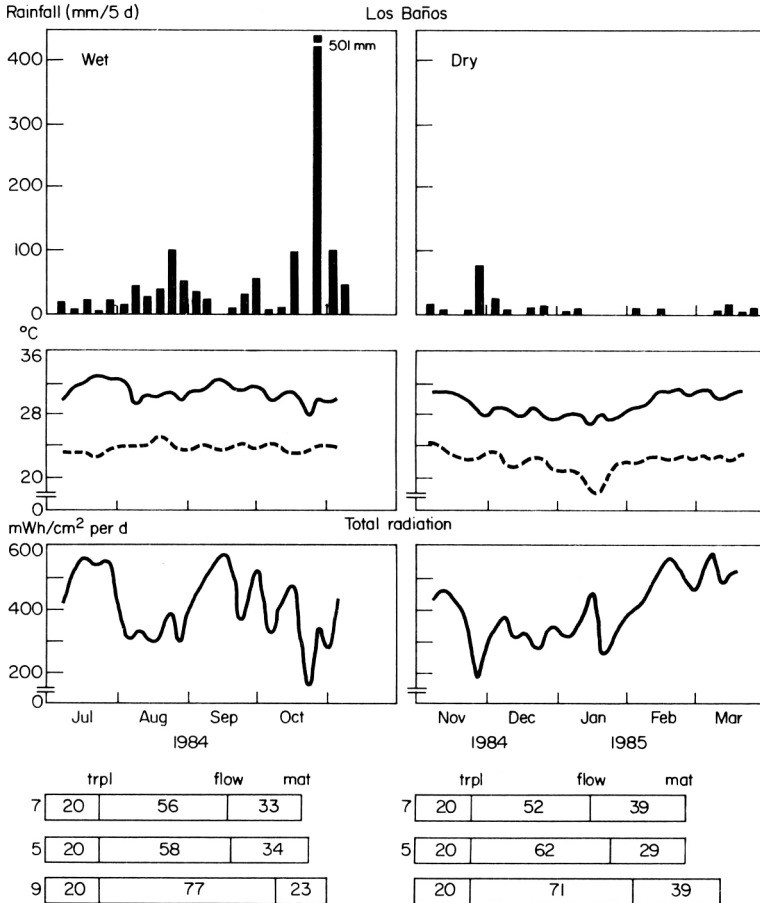 Rainfall (mm/5 d) Los Baños
501 mm
400 Wet Dry
300
200
100
0
°C
36
28
20
0
mWh/cm² per d Total radiation
600
400
200
0
Jul Aug Sep Oct Nov Dec Jan Feb Mar
1984 1984 1985
trpl flow mat trpl flow mat
7 20 56 33 7 20 52 39
5 20 58 34 5 20 62 29
9 20 77 23 20 71 39